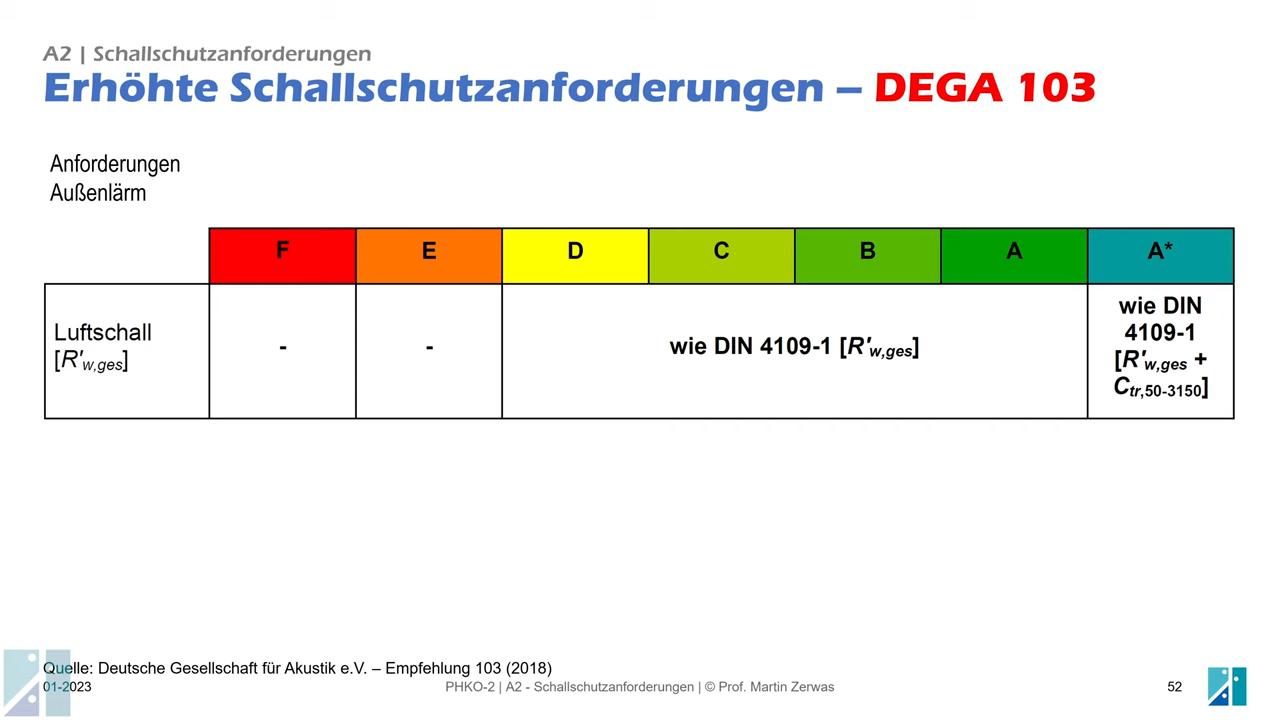 A2 | Schallschutzanforderungen
Erhöhte Schallschutzanforderungen – DEGA 103
Anforderungen
Außenlärm
F E D C B A A*
Luftschall
[R'w,ges]
-
-
wie DIN 4109-1 [R'w,ges]
wie DIN
4109-1
[R'w,ges +
Ctr,50-3150]
Quelle: Deutsche Gesellschaft für Akustik e.V. – Empfehlung 103 (2018)
01-2023
PHKO-2 | A2 - Schallschutzanforderungen | © Prof. Martin Zerwas
52